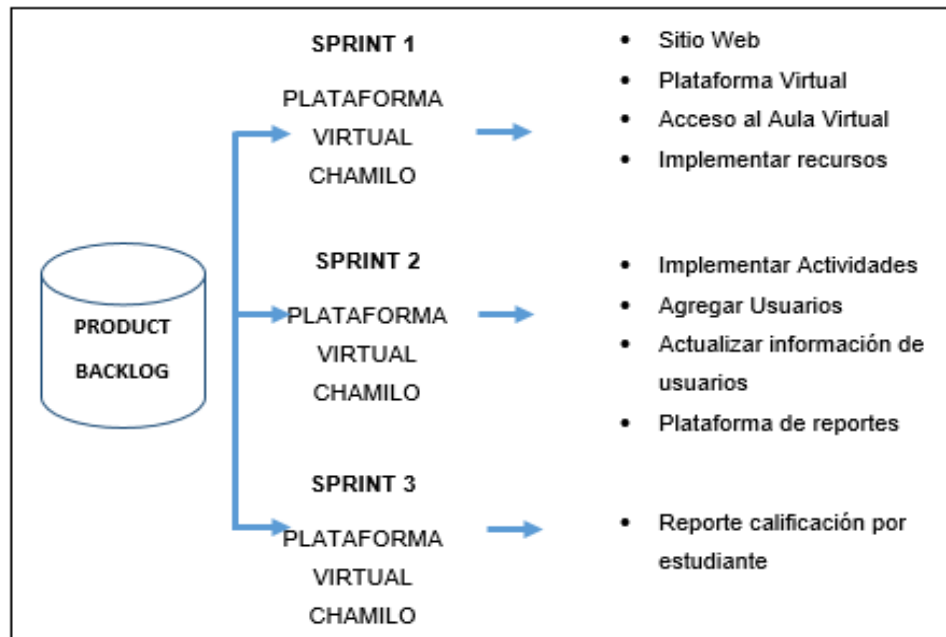 PRODUCT
BACKLOG
SPRINT 1
PLATAFORMA
VIRTUAL
CHAMILO
• Sitio Web
• Plataforma Virtual
• Acceso al Aula Virtual
• Implementar recursos
SPRINT 2
PLATAFORMA
VIRTUAL
CHAMILO
• Implementar Actividades
• Agregar Usuarios
• Actualizar información de
usuarios
• Plataforma de reportes
SPRINT 3
PLATAFORMA
VIRTUAL
CHAMILO
• Reporte calificación por
estudiante